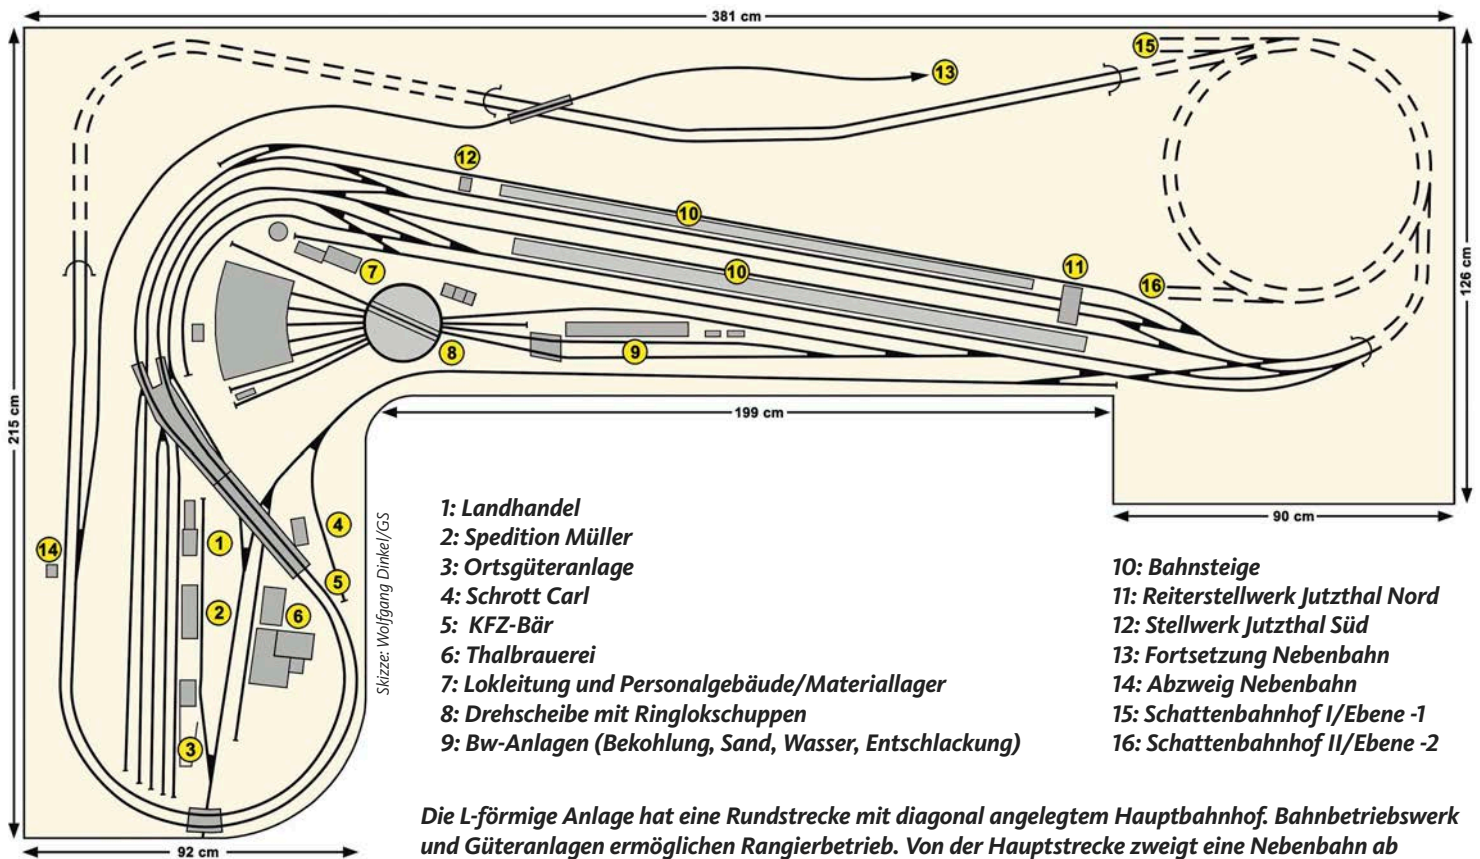 381 cm
15
13
12
10
7
11
10
16
126 cm
8
9
215 cm
199 cm
90 cm
14
1
4
5
2
6
3
92 cm
Skizze: Wolfgang Dinkel/GS
1: Landhandel
2: Spedition Müller
3: Ortsgüteranlage
4: Schrott Carl
5: KFZ-Bär
6: Thalbrauerei
7: Lokleitung und Personalgebäude/Materiallager
8: Drehscheibe mit Ringlokschuppen
9: Bw-Anlagen (Bekohlung, Sand, Wasser, Entschlackung)
10: Bahnsteige
11: Reiterstellwerk Jutzthal Nord
12: Stellwerk Jutzthal Süd
13: Fortsetzung Nebenbahn
14: Abzweig Nebenbahn
15: Schattenbahnhof I/Ebene -1
16: Schattenbahnhof II/Ebene -2
Die L-förmige Anlage hat eine Rundstrecke mit diagonal angelegtem Hauptbahnhof. Bahnbetriebswerk
und Güteranlagen ermöglichen Rangierbetrieb. Von der Hauptstrecke zweigt eine Nebenbahn ab